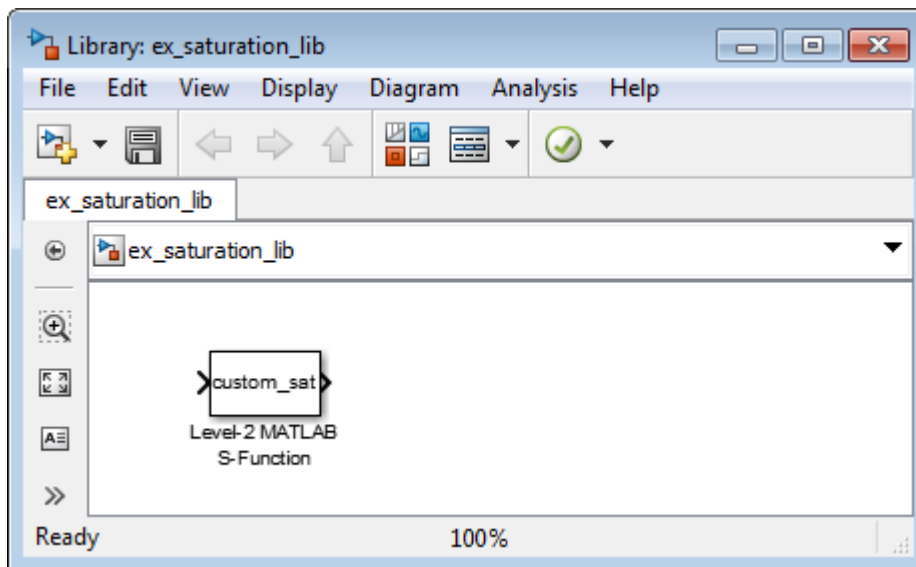 Library: ex_saturation_lib
File Edit View Display Diagram Analysis Help
ex_saturation_lib
ex_saturation_lib
custom_sat
Level-2 MATLAB
S-Function
A
Ready 100%